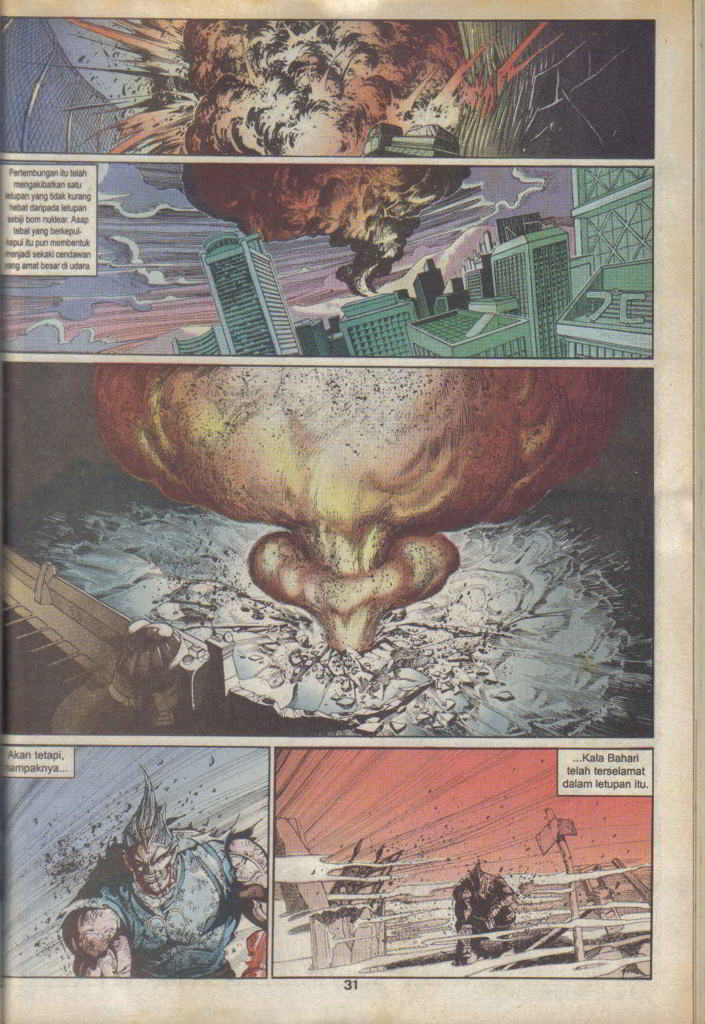 Pertembungan itu telah
mengakibatkan satu
letupan yang tidak kurang
hebat daripada letupan
sebiji bom nuklear. Asap
tebal yang berkepul-
kepul itu pun membentuk
menjadi sekaki cendawan
yang amat besar di udara.
Akan tetapi,
nampaknya...
...Kala Bahari
telah terselamat
dalam letupan itu.
31